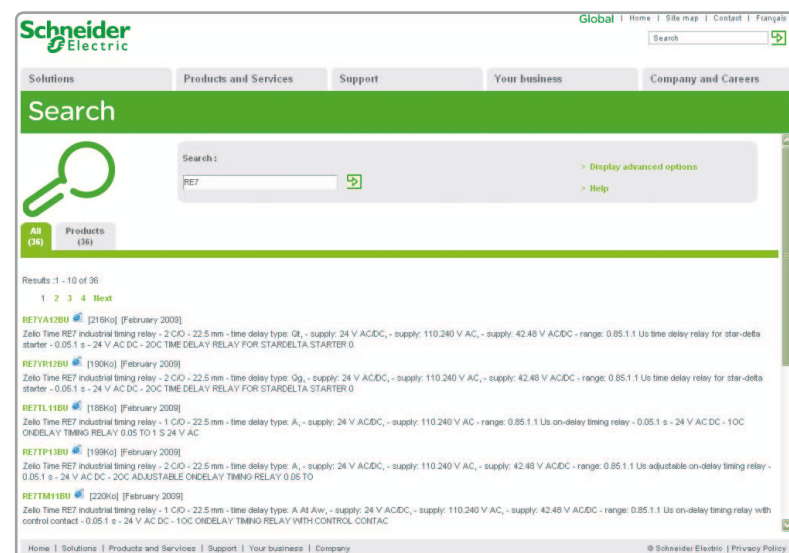 Schneider
Electric
Global | Home | Site map | Contact | Français
Search
Solutions
Products and Services
Support
Your business
Company and Careers
Search
Search :
RE7
> Display advanced options
> Help
All
(36)
Products
(36)
Results :1 - 10 of 36
1 2 3 4 Next
RE7YA12BU [216Ko] [February 2009]
Zelio Time RE7 industrial timing relay - 2 C/O - 22.5 mm - time delay type: Qt, - supply: 24 V AC/DC, - supply: 110.240 V AC, - supply: 42.48 V AC/DC - range: 0.85.1.1 Us time delay relay for star-delta
starter - 0.05.1 s - 24 V AC DC - 2OC TIME DELAY RELAY FOR STARDELTA STARTER 0
RE7YR12BU [190Ko] [February 2009]
Zelio Time RE7 industrial timing relay - 2 C/O - 22.5 mm - time delay type: Qg, - supply: 24 V AC/DC, - supply: 110.240 V AC, - supply: 42.48 V AC/DC - range: 0.85.1.1 Us time delay relay for star-delta
starter - 0.05.1 s - 24 V AC DC - 2OC TIME DELAY RELAY FOR STARDELTA STARTER 0
RE7TL11BU [186Ko] [February 2009]
Zelio Time RE7 industrial timing relay - 1 C/O - 22.5 mm - time delay type: A, - supply: 24 V AC/DC, - supply: 110.240 V AC - range: 0.85.1.1 Us on-delay timing relay - 0.05.1 s - 24 V AC DC - 1OC
ONDELAY TIMING RELAY 0.05 TO 1 S 24 V AC
RE7TP13BU [199Ko] [February 2009]
Zelio Time RE7 industrial timing relay - 2 C/O - 22.5 mm - time delay type: A, - supply: 24 V AC/DC, - supply: 110.240 V AC, - supply: 42.48 V AC/DC - range: 0.85.1.1 Us adjustable on-delay timing relay -
0.05.1 s - 24 V AC DC - 2OC ADJUSTABLE ONDELAY TIMING RELAY 0.05 TO
RE7TM11BU [220Ko] [February 2009]
Zelio Time RE7 industrial timing relay - 1 C/O - 22.5 mm - time delay type: A At Aw, - supply: 24 V AC/DC, - supply: 110.240 V AC, - supply: 42.48 V AC/DC - range: 0.85.1.1 Us on-delay timing relay with
control contact - 0.05.1 s - 24 V AC DC - 1OC ONDELAY TIMING RELAY WITH CONTROL CONTAC
Home | Solutions | Products and Services | Support | Your business | Company
© Schneider Electric | Privacy Policy